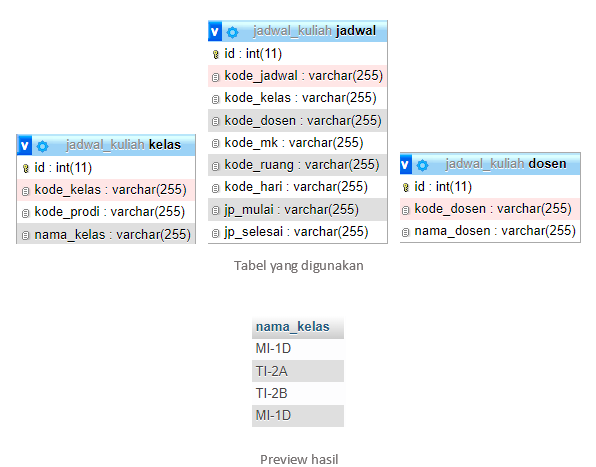 jadwal_kuliah jadwal
id : int(11)
kode_jadwal : varchar(255)
kode_kelas : varchar(255)
kode_dosen : varchar(255)
kode_mk : varchar(255)
kode_ruang : varchar(255)
kode_hari : varchar(255)
jp_mulai : varchar(255)
jp_selesai : varchar(255)
jadwal_kuliah kelas
id : int(11)
kode_kelas : varchar(255)
kode_prodi : varchar(255)
nama_kelas : varchar(255)
jadwal_kuliah dosen
id : int(11)
kode_dosen : varchar(255)
nama_dosen : varchar(255)
Tabel yang digunakan
nama_kelas
MI-1D
TI-2A
TI-2B
MI-1D
Preview hasil